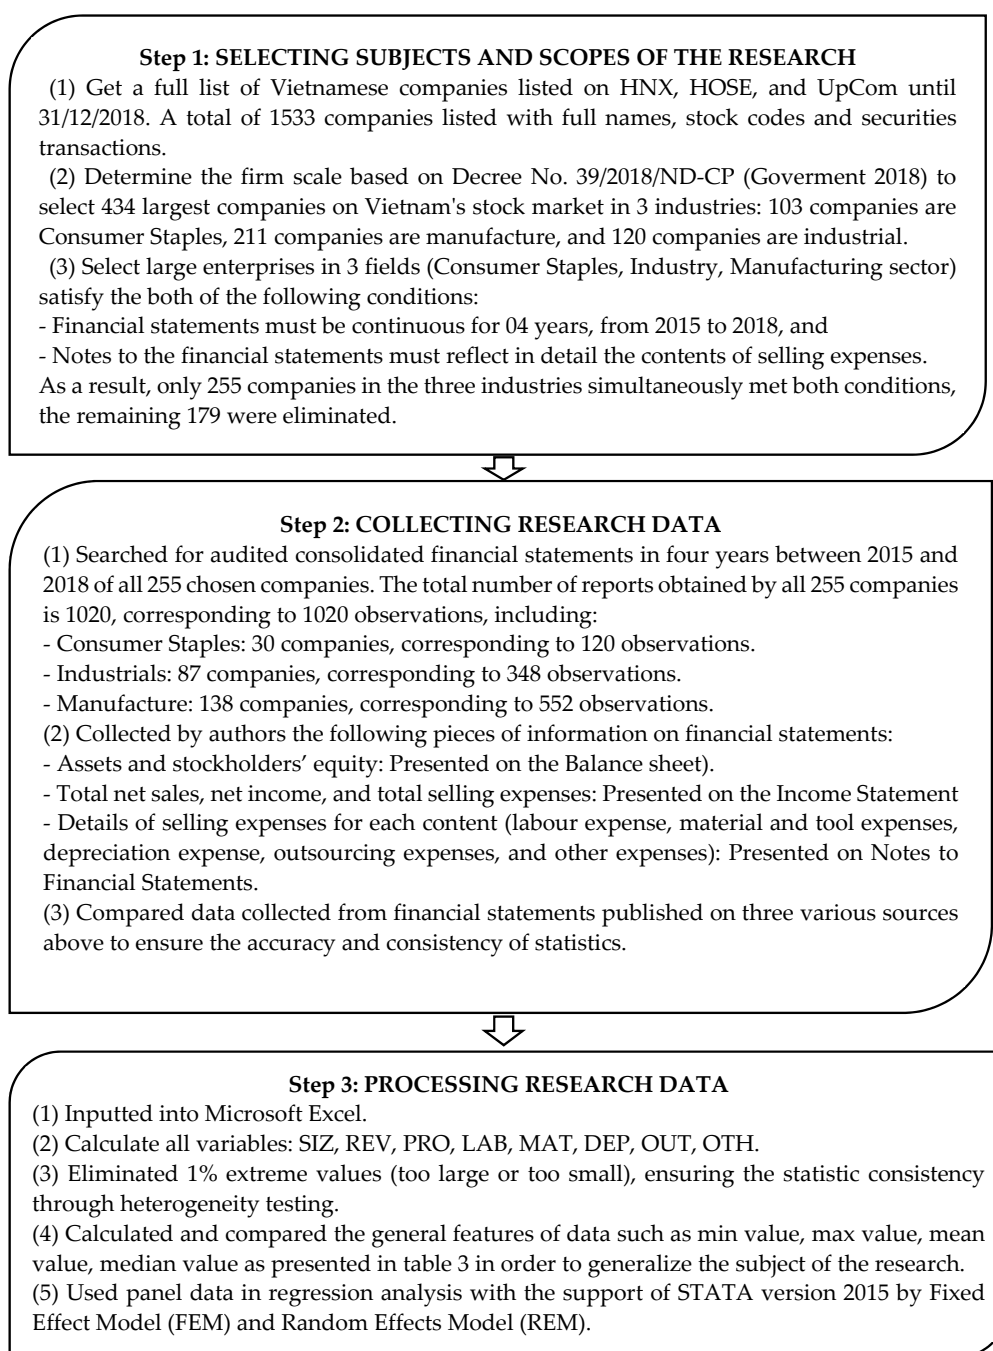 Step 1: SELECTING SUBJECTS AND SCOPES OF THE RESEARCH
(1) Get a full list of Vietnamese companies listed on HNX, HOSE, and UpCom until
31/12/2018. A total of 1533 companies listed with full names, stock codes and securities
transactions.
(2) Determine the firm scale based on Decree No. 39/2018/ND-CP (Goverment 2018) to
select 434 largest companies on Vietnam's stock market in 3 industries: 103 companies are
Consumer Staples, 211 companies are manufacture, and 120 companies are industrial.
(3) Select large enterprises in 3 fields (Consumer Staples, Industry, Manufacturing sector)
satisfy the both of the following conditions:
- Financial statements must be continuous for 04 years, from 2015 to 2018, and
- Notes to the financial statements must reflect in detail the contents of selling expenses.
As a result, only 255 companies in the three industries simultaneously met both conditions,
the remaining 179 were eliminated.
Step 2: COLLECTING RESEARCH DATA
(1) Searched for audited consolidated financial statements in four years between 2015 and
2018 of all 255 chosen companies. The total number of reports obtained by all 255 companies
is 1020, corresponding to 1020 observations, including:
- Consumer Staples: 30 companies, corresponding to 120 observations.
- Industrials: 87 companies, corresponding to 348 observations.
- Manufacture: 138 companies, corresponding to 552 observations.
(2) Collected by authors the following pieces of information on financial statements:
- Assets and stockholders’ equity: Presented on the Balance sheet).
- Total net sales, net income, and total selling expenses: Presented on the Income Statement
- Details of selling expenses for each content (labour expense, material and tool expenses,
depreciation expense, outsourcing expenses, and other expenses): Presented on Notes to
Financial Statements.
(3) Compared data collected from financial statements published on three various sources
above to ensure the accuracy and consistency of statistics.
Step 3: PROCESSING RESEARCH DATA
(1) Inputted into Microsoft Excel.
(2) Calculate all variables: SIZ, REV, PRO, LAB, MAT, DEP, OUT, OTH.
(3) Eliminated 1% extreme values (too large or too small), ensuring the statistic consistency
through heterogeneity testing.
(4) Calculated and compared the general features of data such as min value, max value, mean
value, median value as presented in table 3 in order to generalize the subject of the research.
(5) Used panel data in regression analysis with the support of STATA version 2015 by Fixed
Effect Model (FEM) and Random Effects Model (REM).